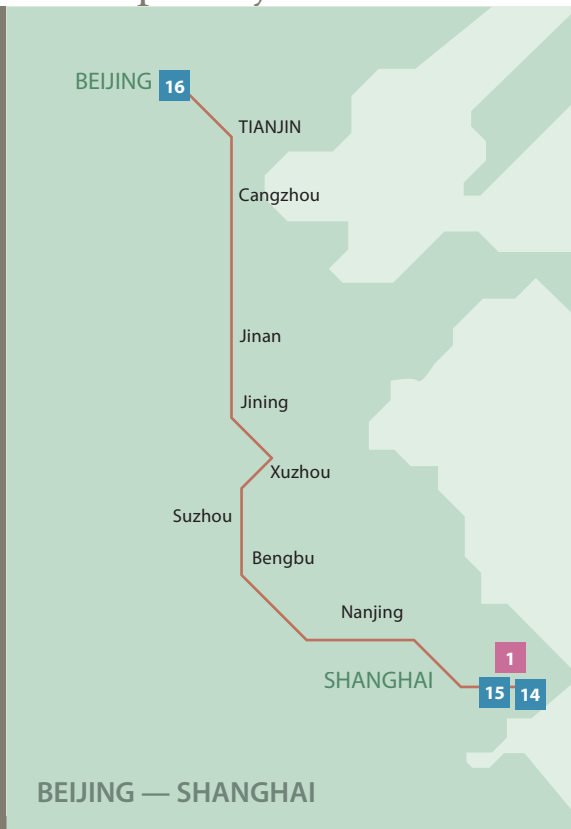 BEIJING 16
TIANJIN
Cangzhou
Jinan
Jining
Xuzhou
Suzhou
Bengbu
Nanjing
1
SHANGHAI
15 14
BEIJING — SHANGHAI